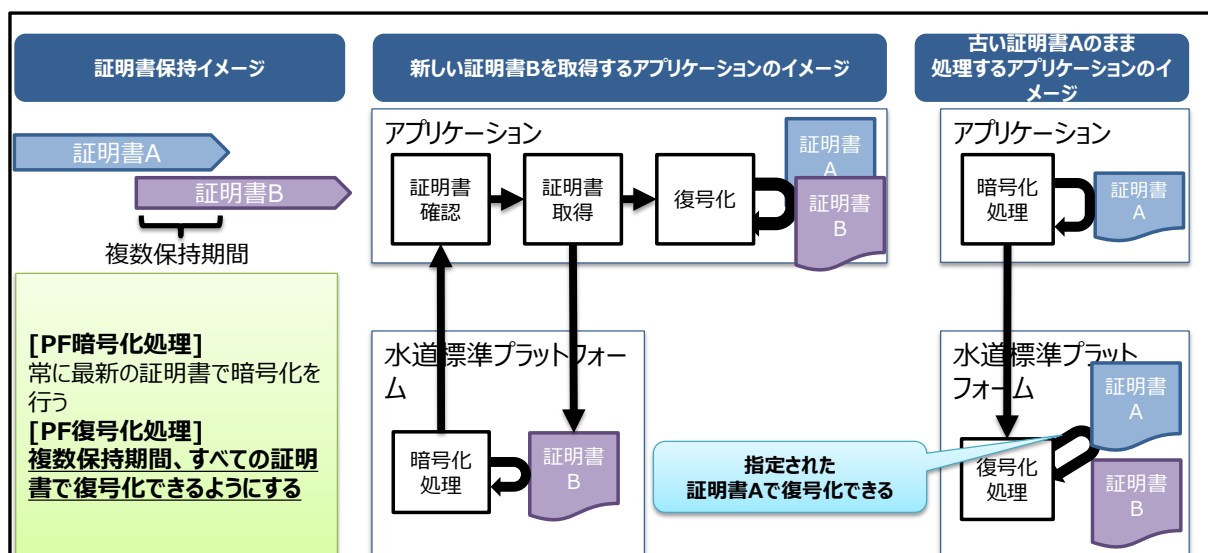 証明書保持イメージ
証明書A
証明書B
複数保持期間
[PF暗号化処理]
常に最新の証明書で暗号化を
行う
[PF復号化処理]
複数保持期間、すべての証明
書で復号化できるようにする
新しい証明書Bを取得するアプリケーションのイメージ
アプリケーション
証明書
確認
証明書
取得
復号化
証明書
A
証明書
B
水道標準プラットフォー
ム
暗号化
処理
証明書
B
古い証明書Aのまま
処理するアプリケーションのイ
メージ
アプリケーション
暗号化
処理
証明書
A
水道標準プラット
フォーム
復号化
処理
証明書
A
証明書
B
指定された
証明書Aで復号化できる